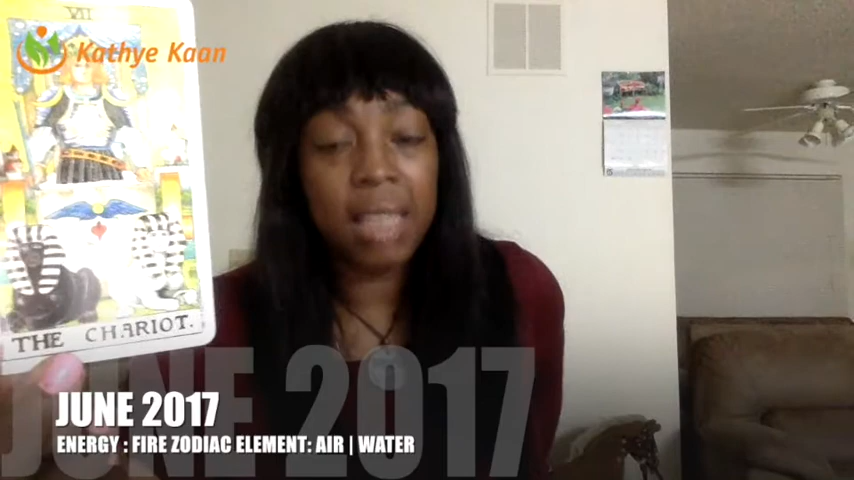 VII
Kathye Kaan
THE CHARIOT.
JUNE 2017
JUNE 2017
ENERGY : FIRE ZODIAC ELEMENT: AIR | WATER